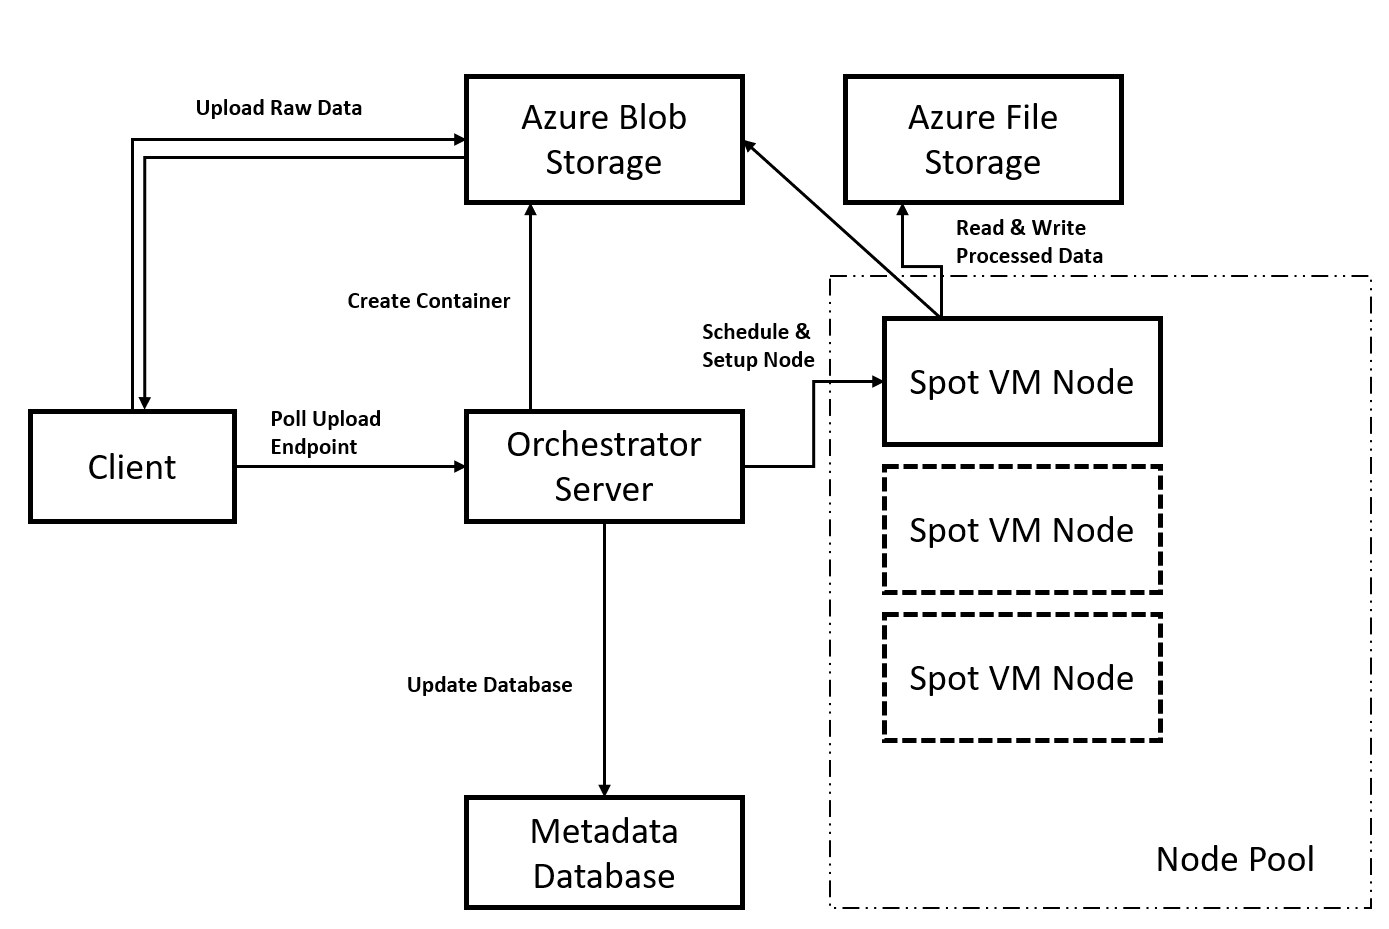 Upload Raw Data
Azure Blob
Storage
Azure File
Storage
Read & Write
Processed Data
Create Container
Schedule &
Setup Node
Spot VM Node
Client
Poll Upload
Endpoint
Orchestrator
Server
Spot VM Node
Spot VM Node
Update Database
Metadata
Database
Node Pool